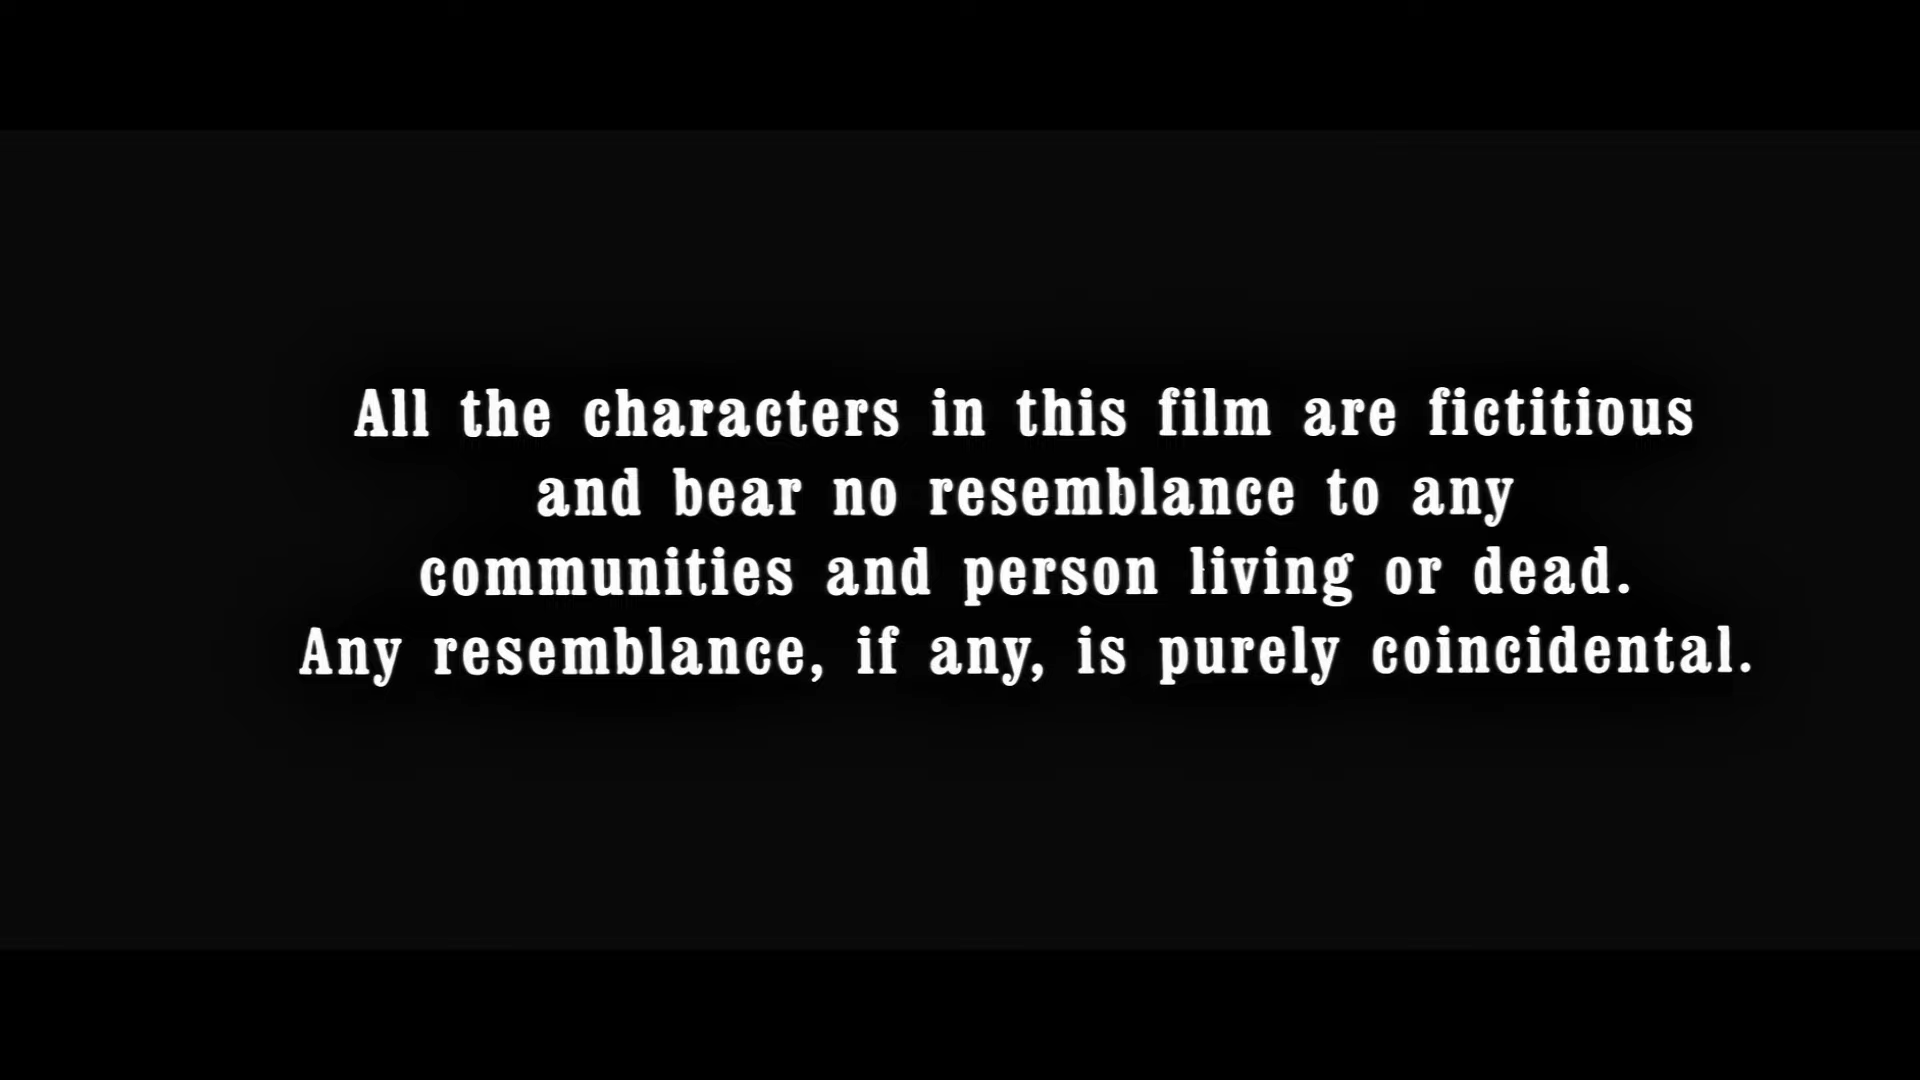 All the characters in this film are fictitious
and bear no resemblance to any
communities and person living or dead.
Any resemblance, if any, is purely coincidental.